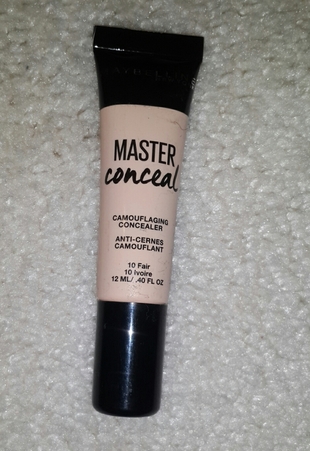 MASTER
conceal
CAMOUFLAGING
CONCEALER
ANTI-CERNES
CAMOUFLANT
10 Fair
10 Ivoire
12 ML/ .40 FL OZ